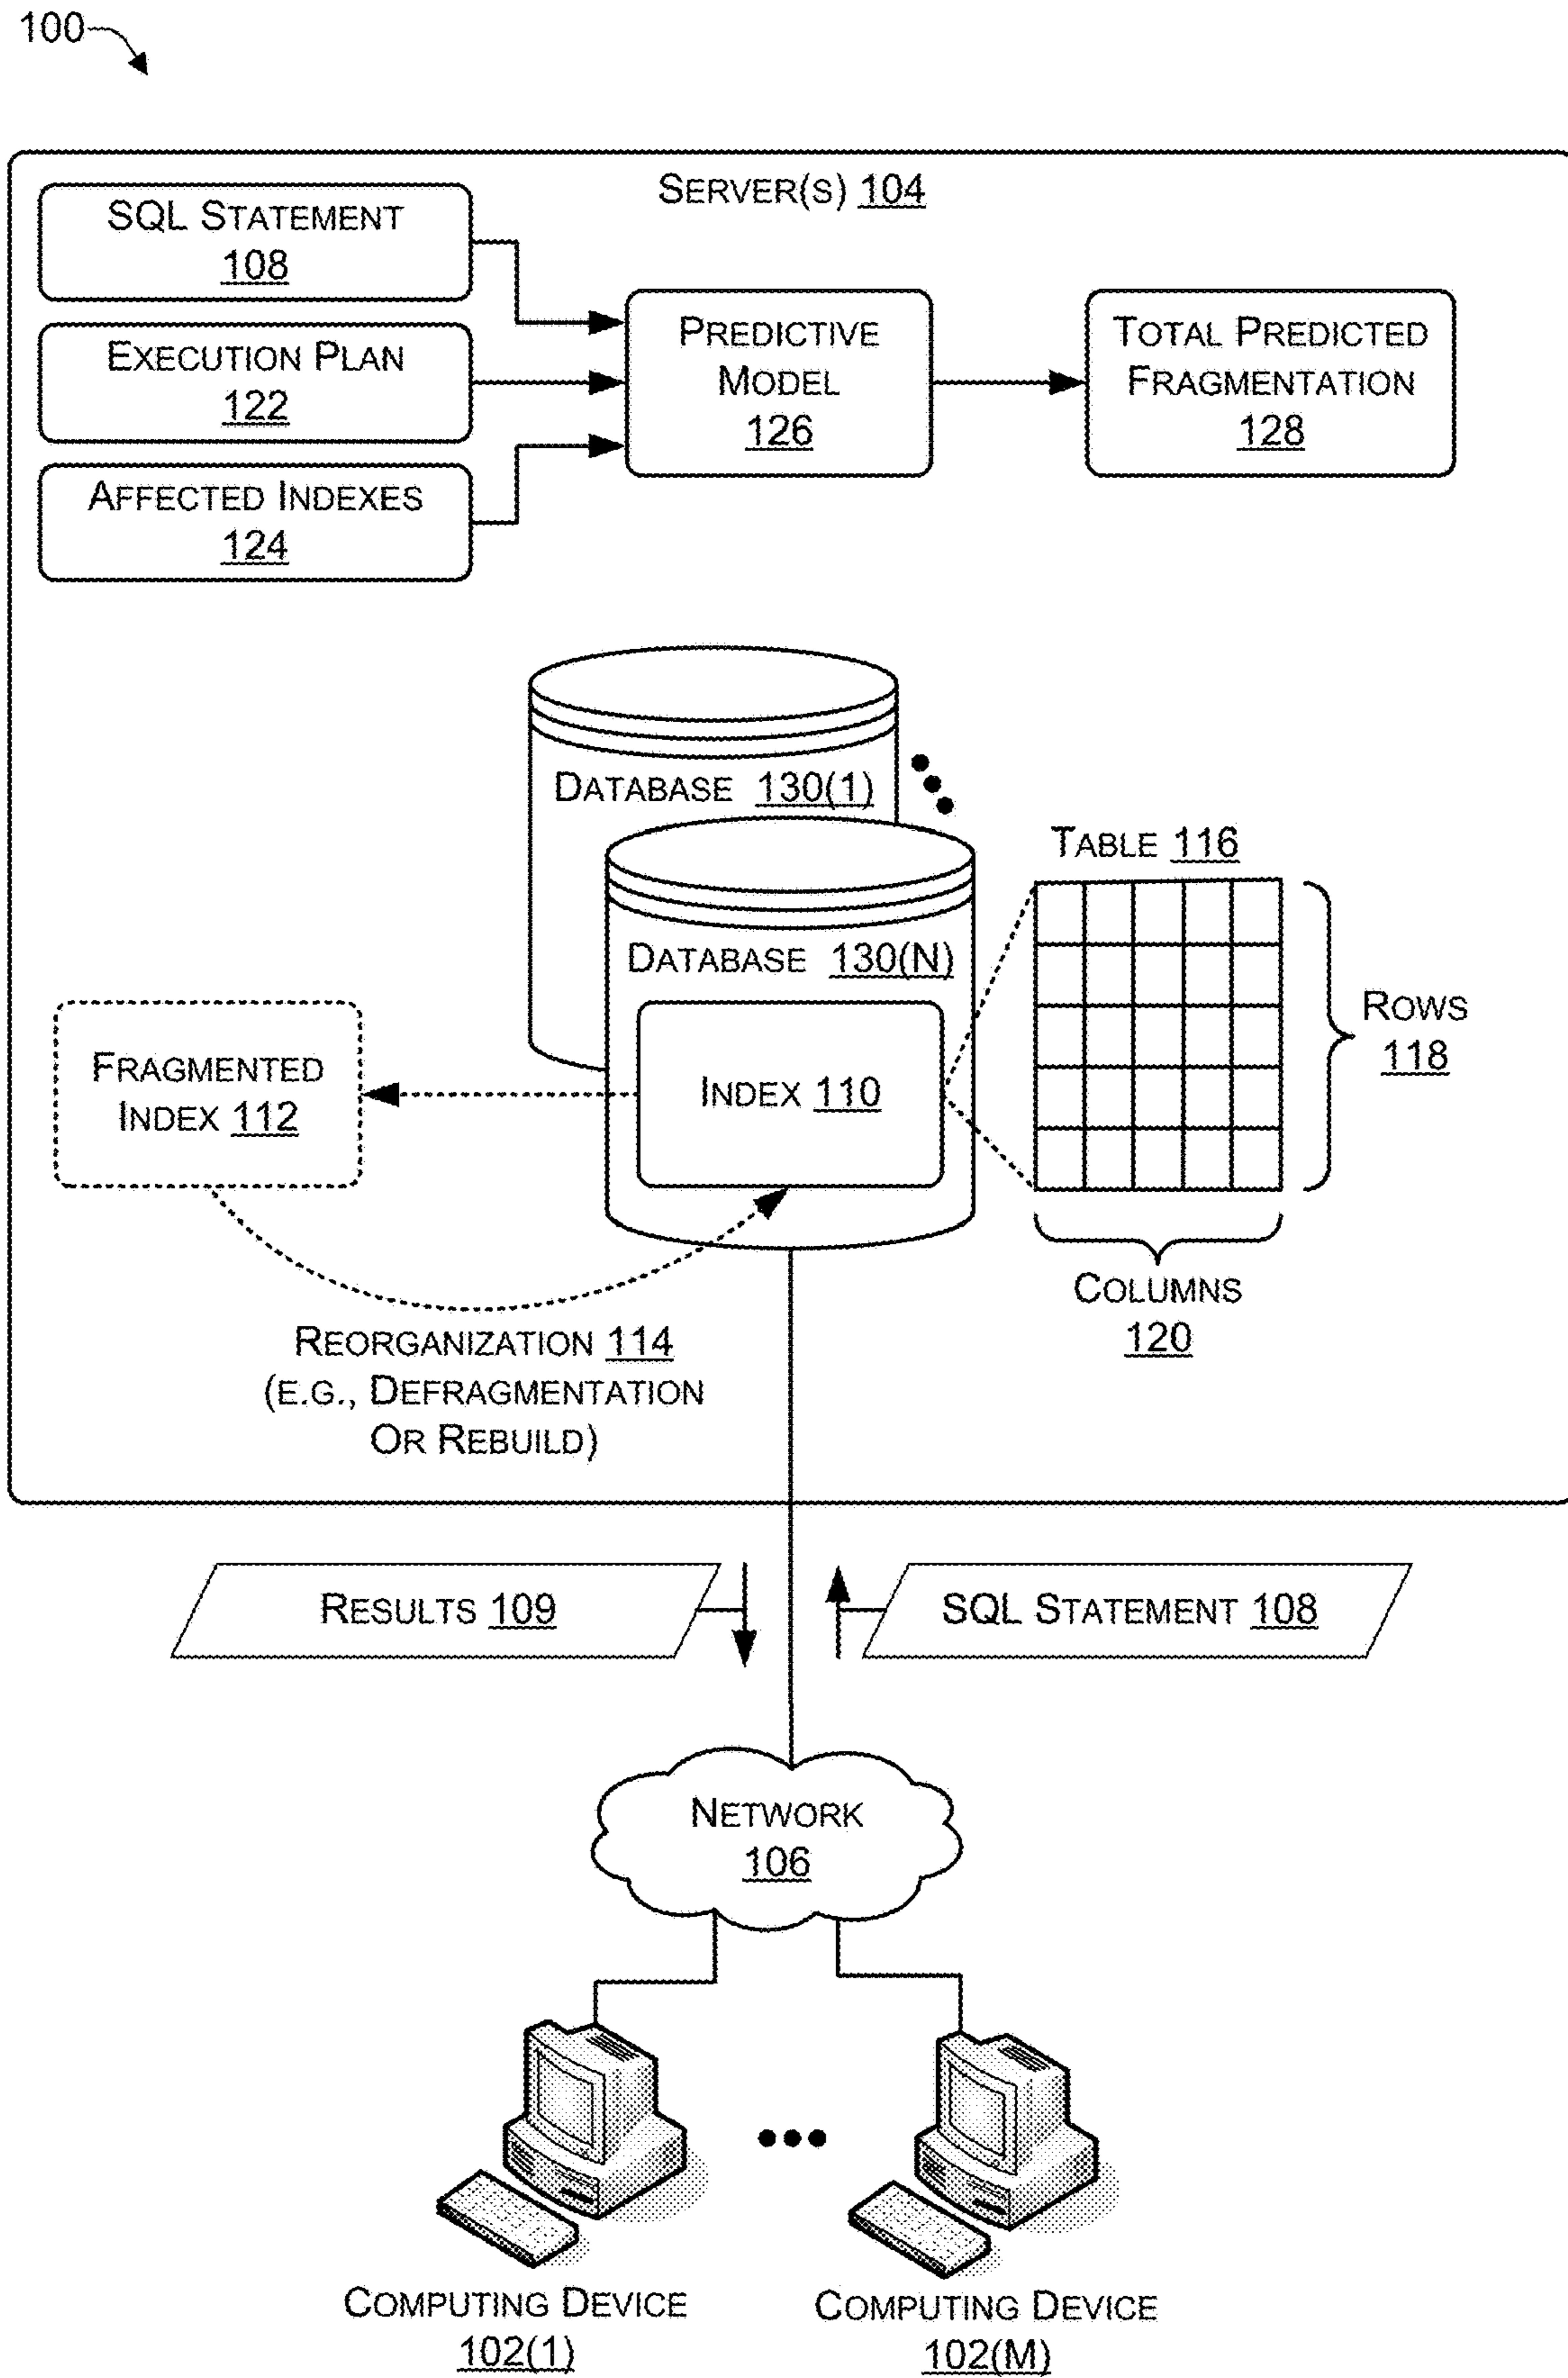 100
SERVER(S) 104
SQL STATEMENT
108
EXECUTION PLAN
122
AFFECTED INDEXES
124
PREDICTIVE
MODEL
126
TOTAL PREDICTED
FRAGMENTATION
128
DATABASE 130(1)
DATABASE 130(N)
TABLE 116
ROWS
118
COLUMNS
120
INDEX 110
FRAGMENTED
INDEX 112
REORGANIZATION 114
(E.G., DEFRAGMENTATION
OR REBUILD)
RESULTS 109
SQL STATEMENT 108
NETWORK
106
COMPUTING DEVICE
102(1)
COMPUTING DEVICE
102(M)